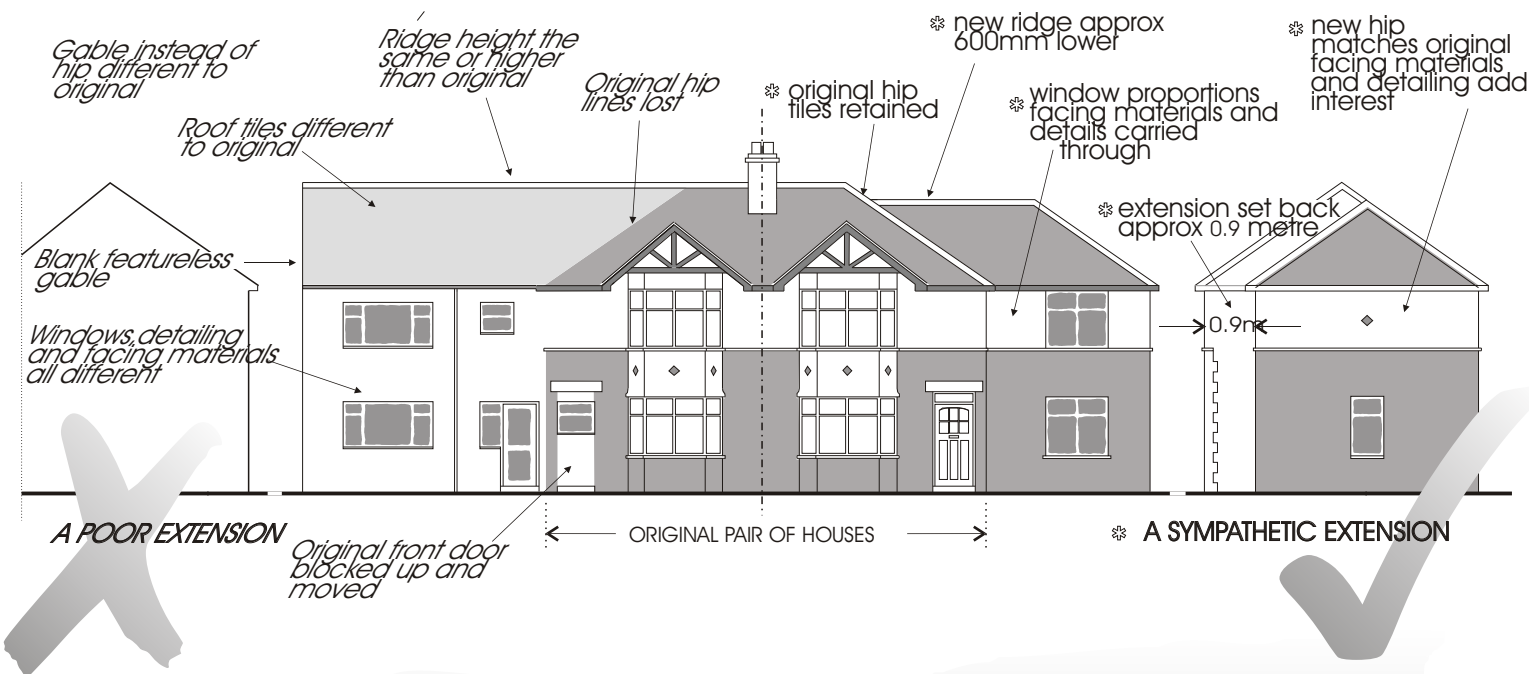 Gable instead of
hip different to
original
Ridge height the
same or higher
than original
Original hip
lines lost
Roof tiles different
to original
Blank featureless
gable
Windows, detailing
and facing materials
all different
✻ original hip
tiles retained
✻ new ridge approx
600mm lower
✻ window proportions
facing materials and
details carried
through
✻ new hip
matches original
facing materials
and detailing add
interest
✻ extension set back
approx 0.9 metre
0.9m
A POOR EXTENSION
Original front door
blocked up and
moved
ORIGINAL PAIR OF HOUSES
✻ A SYMPATHETIC EXTENSION